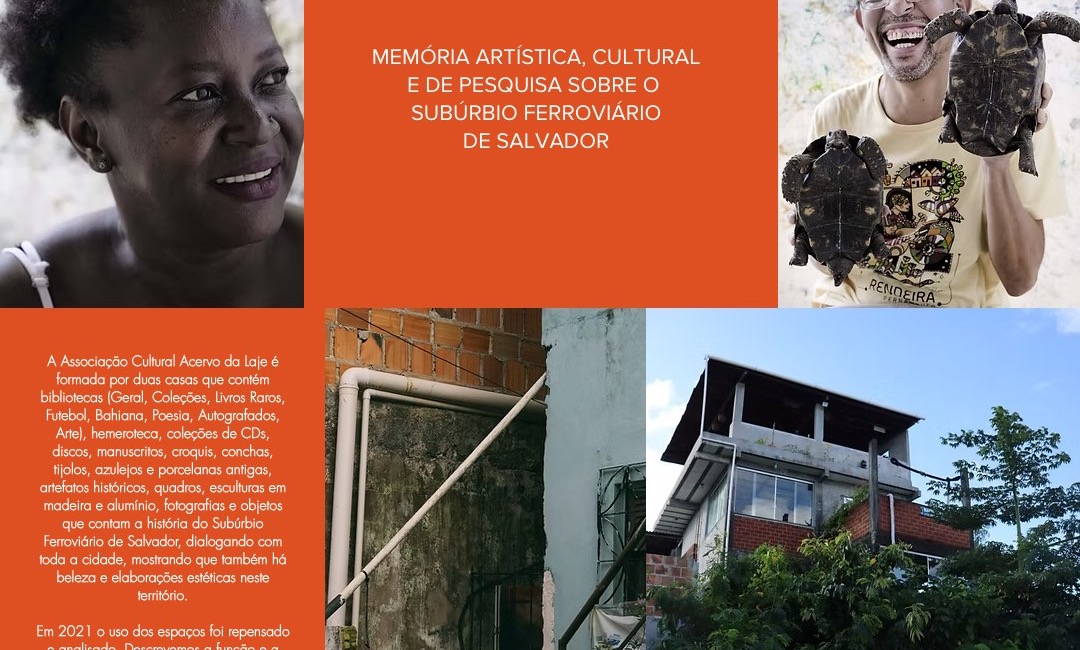 MEMÓRIA ARTÍSTICA, CULTURAL
E DE PESQUISA SOBRE O
SUBÚRBIO FERROVIÁRIO
DE SALVADOR
RENDEIRA
A Associação Cultural Acervo da Laje é
formada por duas casas que contém
bibliotecas (Geral, Coleções, Livros Raros,
Futebol, Bahiana, Poesia, Autografados,
Arte), hemeroteca, coleções de CDs,
discos, manuscritos, croquis, conchas,
tijolos, azulejos e porcelanas antigas,
artefatos históricos, quadros, esculturas em
madeira e alumínio, fotografias e objetos
que contam a história do Subúrbio
Ferroviário de Salvador, dialogando com
toda a cidade, mostrando que também há
beleza e elaborações estéticas neste
território.
Em 2021 o uso dos espaços foi repensado
e analisado. Descrevemos a função e a